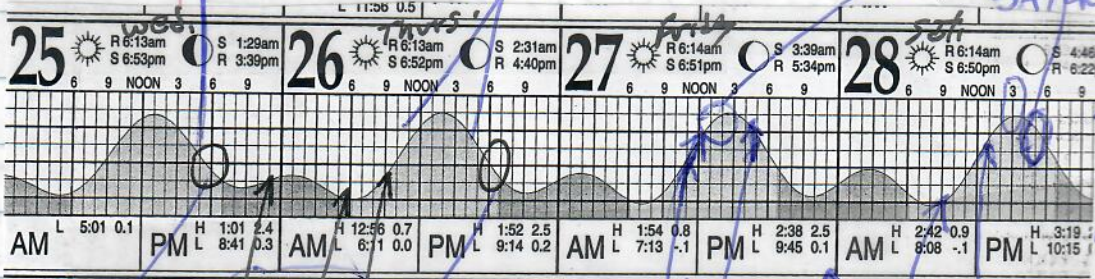 L 11:56 0.5
Wed. Thurs. Friday Sat.
25 R 6:13am S 6:53pm S 1:29am R 3:39pm
26 R 6:13am S 6:52pm S 2:31am R 4:40pm
27 R 6:14am S 6:51pm S 3:39am R 5:34pm
28 R 6:14am S 6:50pm S 4:46 R 6:22
6 9 NOON 3 6 9
6 9 NOON 3 6 9
6 9 NOON 3 6 9
6 9 NOON 3 6 9
AM L 5:01 0.1
PM H 1:01 2.4
L 8:41 0.3
AM H 12:56 0.7
L 6:11 0.0
PM H 1:52 2.5
L 9:14 0.2
AM H 1:54 0.8
L 7:13 -.1
PM H 2:38 2.5
L 9:45 0.1
AM H 2:42 0.9
L 8:08 -.1
PM H 3:19
L 10:15